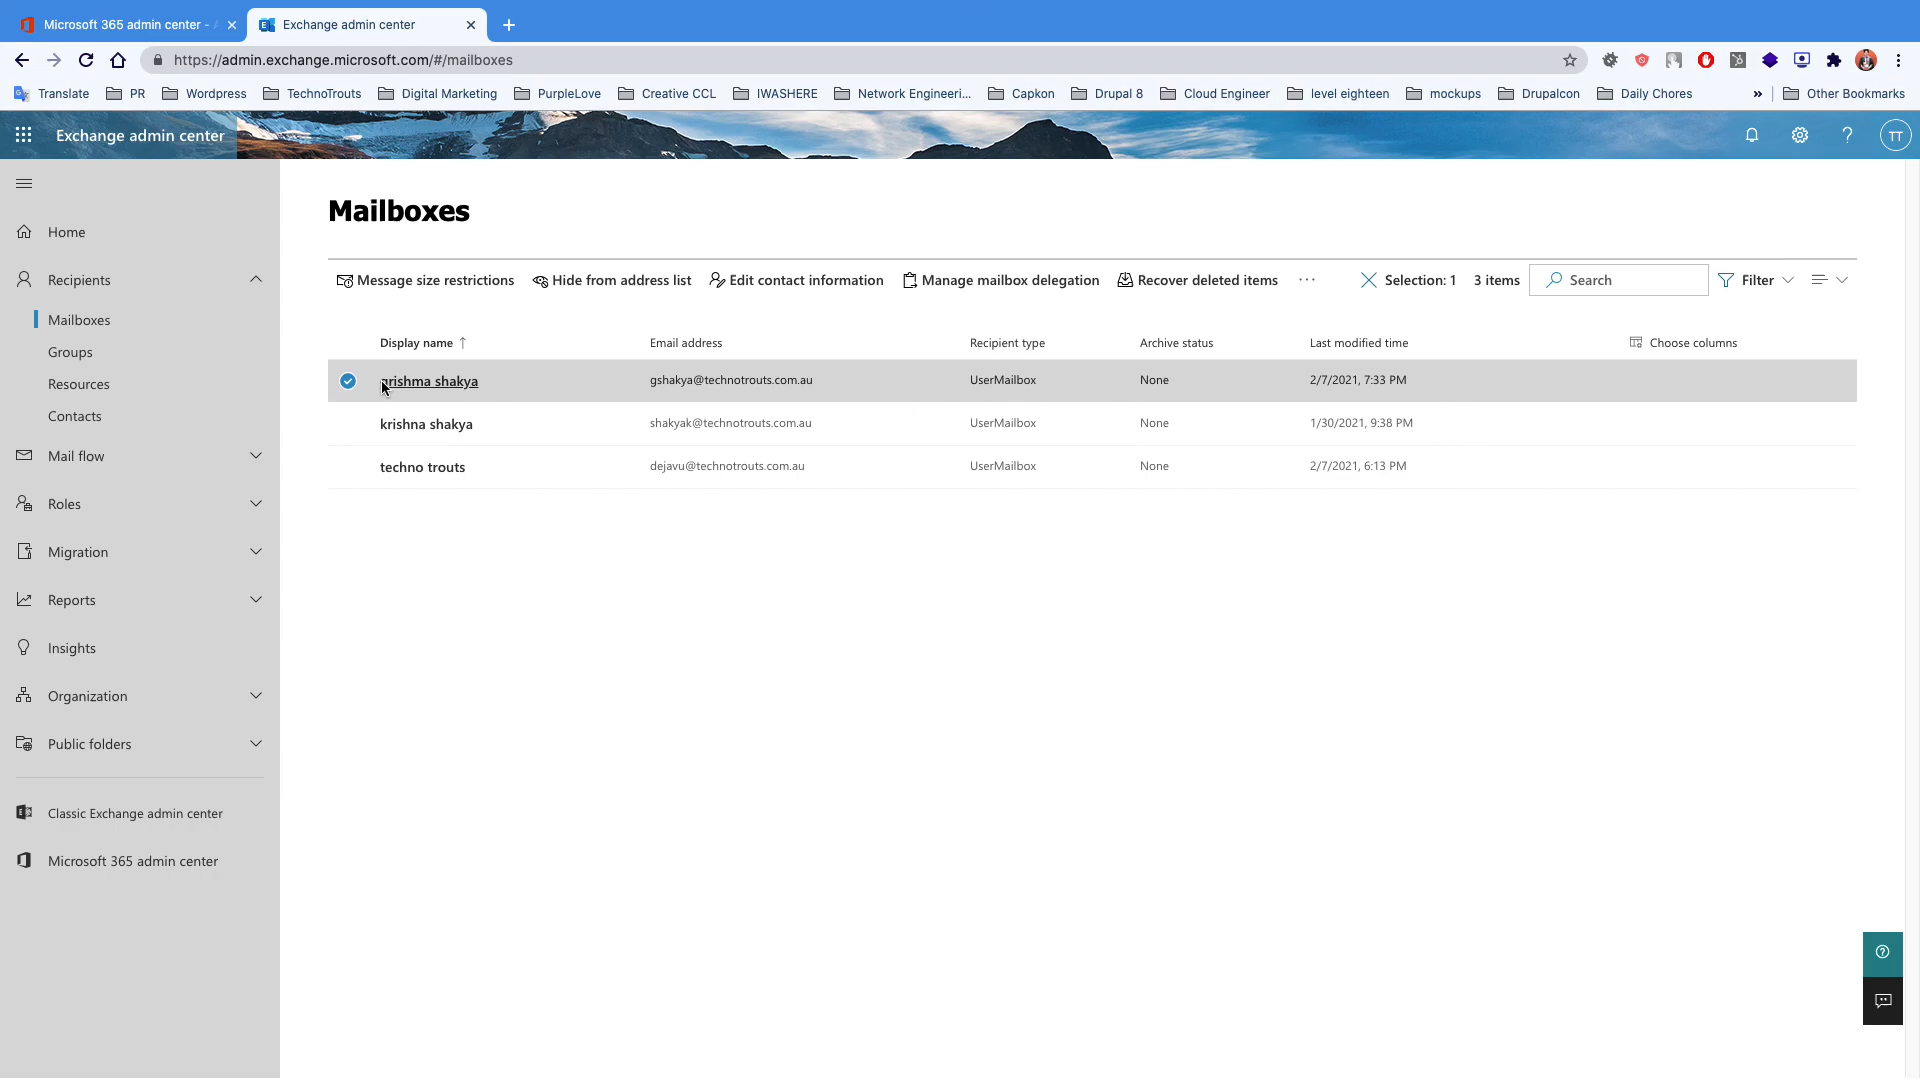 Microsoft 365 admin center -
Exchange admin center
https://admin.exchange.microsoft.com/#/mailboxes
Translate PR Wordpress TechnoTrouts Digital Marketing PurpleLove Creative CCL IWASHERE Network Engineeri... Capkon Drupal 8 Cloud Engineer level eighteen mockups Drupalcon Daily Chores » Other Bookmarks
Exchange admin center
? TT
Home
Recipients
Mailboxes
Groups
Resources
Contacts
Mail flow
Roles
Migration
Reports
Insights
Organization
Public folders
Classic Exchange admin center
Microsoft 365 admin center
Mailboxes
Message size restrictions Hide from address list Edit contact information Manage mailbox delegation Recover deleted items ··· Selection: 1 3 items Search Filter
Display name ↑ Email address Recipient type Archive status Last modified time Choose columns
grishma shakya gshakya@technotrouts.com.au UserMailbox None 2/7/2021, 7:33 PM
krishna shakya shakyak@technotrouts.com.au UserMailbox None 1/30/2021, 9:38 PM
techno trouts dejavu@technotrouts.com.au UserMailbox None 2/7/2021, 6:13 PM